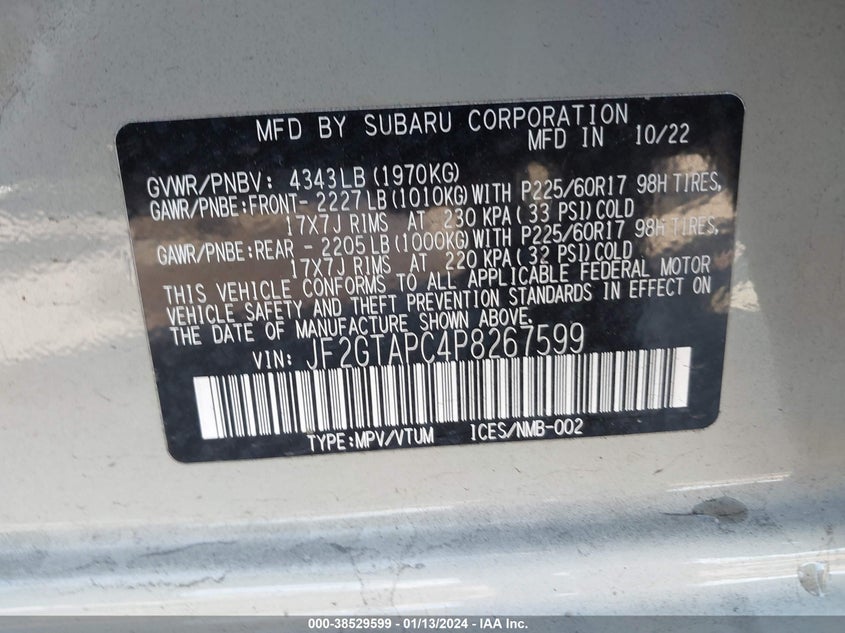 MFD BY SUBARU CORPORATION
MFD IN 10/22
GVWR/PNBV: 4343LB(1970KG)
GAWR/PNBE:FRONT- 2227LB(1010KG)WITH P225/60R17 98H TIRES,
17X7J RIMS AT 230 KPA( 33 PSI)COLD
GAWR/PNBE:REAR - 2205LB(1000KG)WITH P225/60R17 98H TIRES,
17X7J RIMS AT 220 KPA( 32 PSI)COLD
THIS VEHICLE CONFORMS TO ALL APPLICABLE FEDERAL MOTOR
VEHICLE SAFETY AND THEFT PREVENTION STANDARDS IN EFFECT ON
THE DATE OF MANUFACTURE SHOWN ABOVE.
VIN: JF2GTAPC4P8267599
TYPE:MPV/VTUM ICES/NMB-002
000-38529599 — 01/13/2024 — IAA Inc.